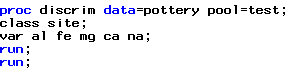 proc discrim data=pottery pool=test;
class site;
var al fe mg ca na;
run;
run;